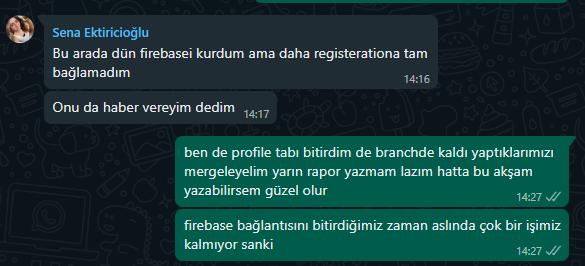 Sena Ektiricioğlu
Bu arada dün firebasei kurdum ama daha registerationa tam
bağlamadım
14:16
Onu da haber vereyim dedim
14:17
ben de profile tabı bitirdim de branchde kaldı yaptıklarımızı
mergeleyelim yarın rapor yazmam lazım hatta bu akşam
yazabilirsem güzel olur
14:27
firebase bağlantısını bitirdiğimiz zaman aslında çok bir işimiz
kalmıyor sanki
14:27